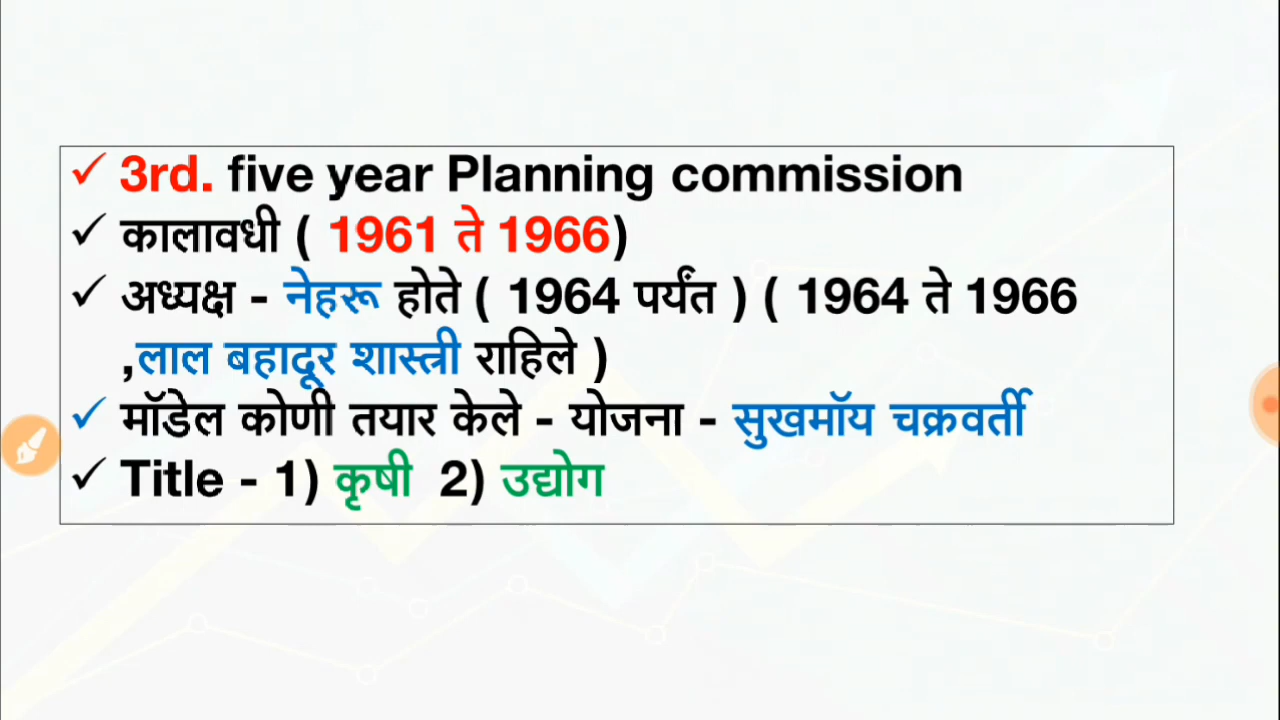 ✓ 3rd. five year Planning commission
✓ कालावधी ( 1961 ते 1966)
✓ अध्यक्ष - नेहरू होते ( 1964 पर्यंत ) ( 1964 ते 1966
,लाल बहादूर शास्त्री राहिले )
✓ मॉडेल कोणी तयार केले - योजना - सुखमॉय चक्रवर्ती
✓ Title - 1) कृषी 2) उद्योग